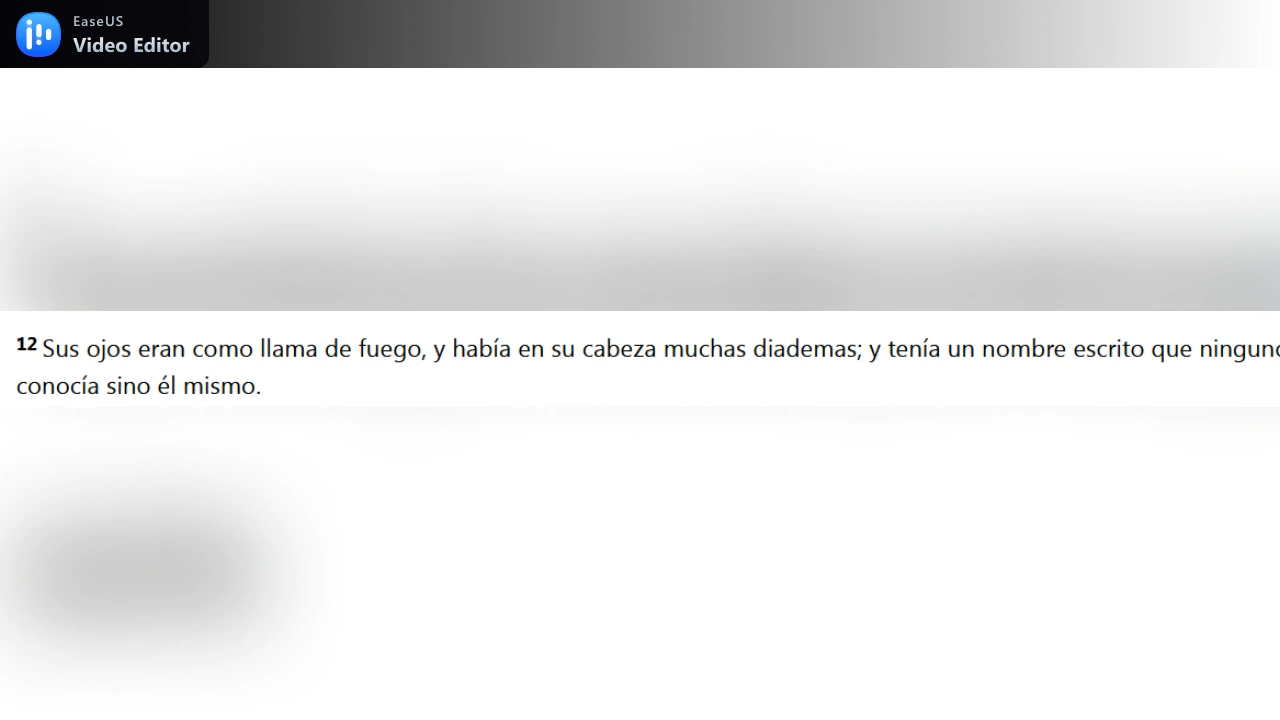 EaseUS
Video Editor
12 Sus ojos eran como llama de fuego, y había en su cabeza muchas diademas; y tenía un nombre escrito que ninguno
conocía sino él mismo.